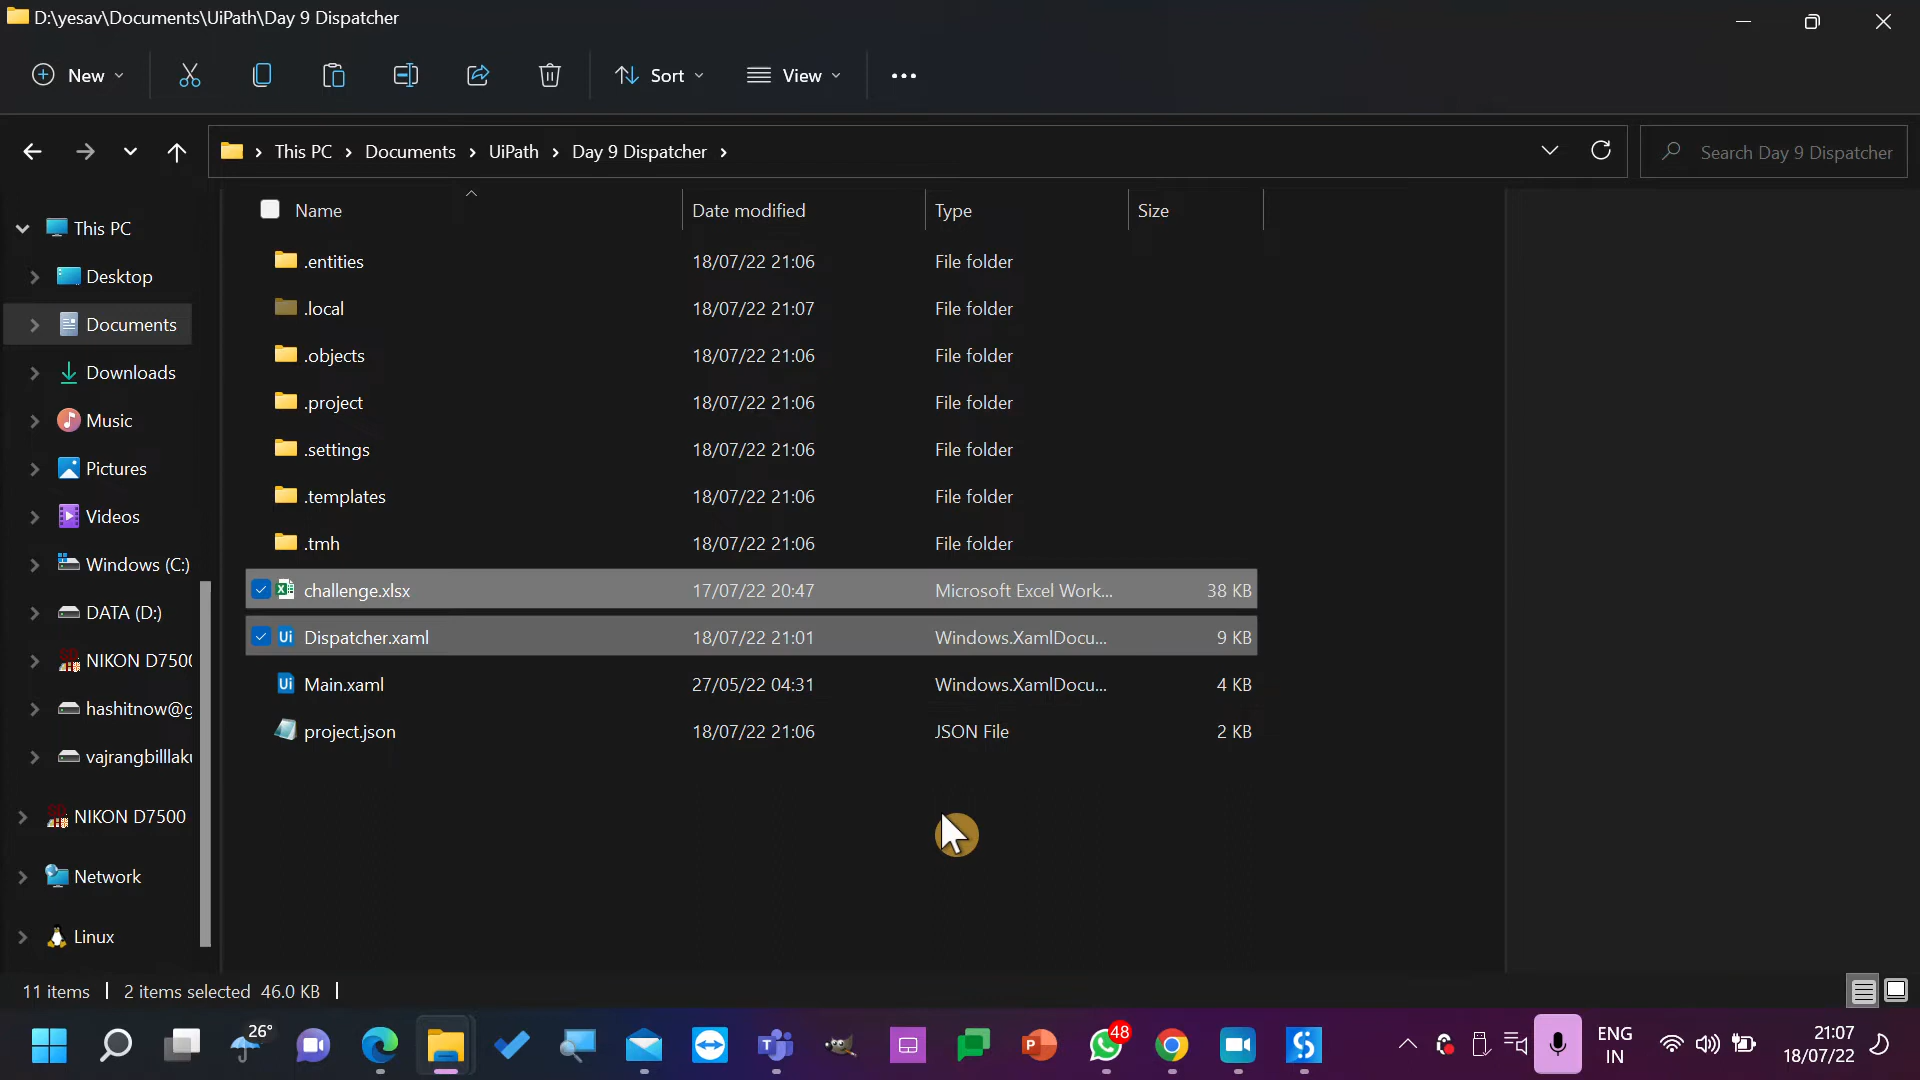 D:\yesav\Documents\UiPath\Day 9 Dispatcher
New Sort View
This PC Documents UiPath Day 9 Dispatcher Search Day 9 Dispatcher
Name Date modified Type Size
This PC
Desktop
Documents
Downloads
Music
Pictures
Videos
Windows (C:)
DATA (D:)
NIKON D750
hashitnow@g
vajrangbilllak
NIKON D7500
Network
Linux
.entities 18/07/22 21:06 File folder
.local 18/07/22 21:07 File folder
.objects 18/07/22 21:06 File folder
.project 18/07/22 21:06 File folder
.settings 18/07/22 21:06 File folder
.templates 18/07/22 21:06 File folder
.tmh 18/07/22 21:06 File folder
challenge.xlsx 17/07/22 20:47 Microsoft Excel Work... 38 KB
Ui Dispatcher.xaml 18/07/22 21:01 Windows.XamlDocu... 9 KB
Ui Main.xaml 27/05/22 04:31 Windows.XamlDocu... 4 KB
project.json 18/07/22 21:06 JSON File 2 KB
11 items 2 items selected 46.0 KB
26° 48 ENG 21:07
IN 18/07/22